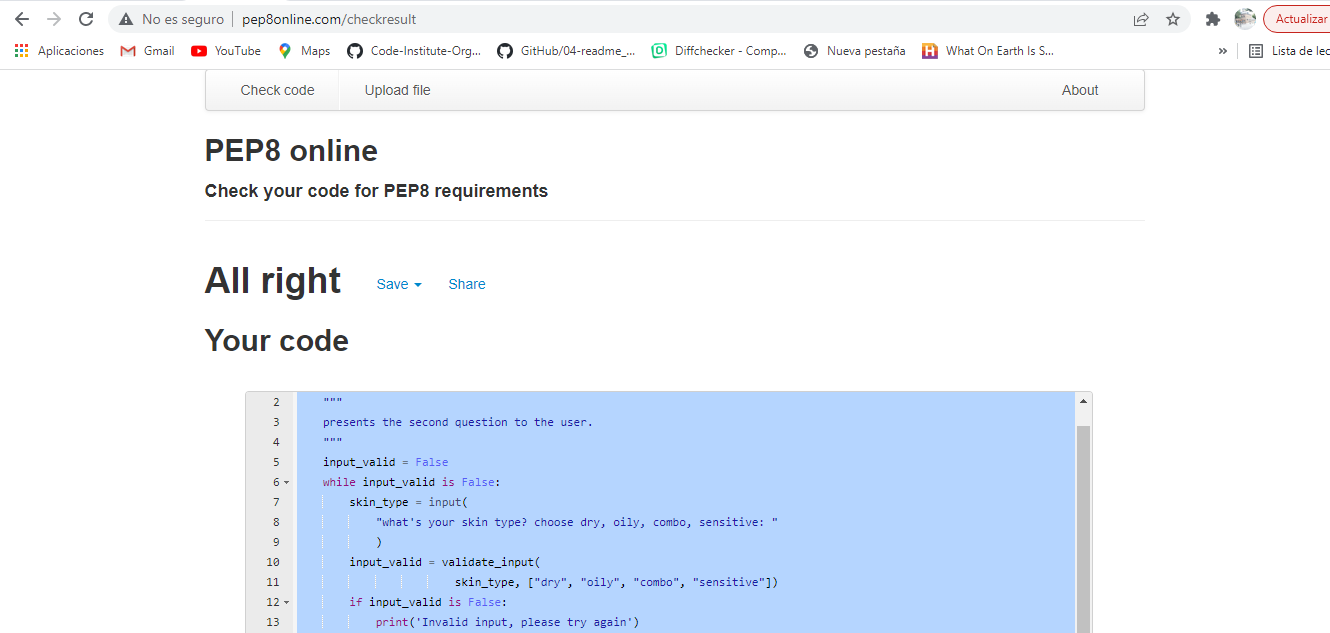 No es seguro | pep8online.com/checkresult
Actualizar
Aplicaciones Gmail YouTube Maps Code-Institute-Org... GitHub/04-readme_... Diffchecker - Comp... Nueva pestaña What On Earth Is S... » Lista de lec
Check code Upload file About
PEP8 online
Check your code for PEP8 requirements
All right Save Share
Your code
2 """
3 presents the second question to the user.
4 """
5 input_valid = False
6 while input_valid is False:
7 skin_type = input(
8 "what's your skin type? choose dry, oily, combo, sensitive: "
9 )
10 input_valid = validate_input(
11 skin_type, ["dry", "oily", "combo", "sensitive"])
12 if input_valid is False:
13 print('Invalid input, please try again')